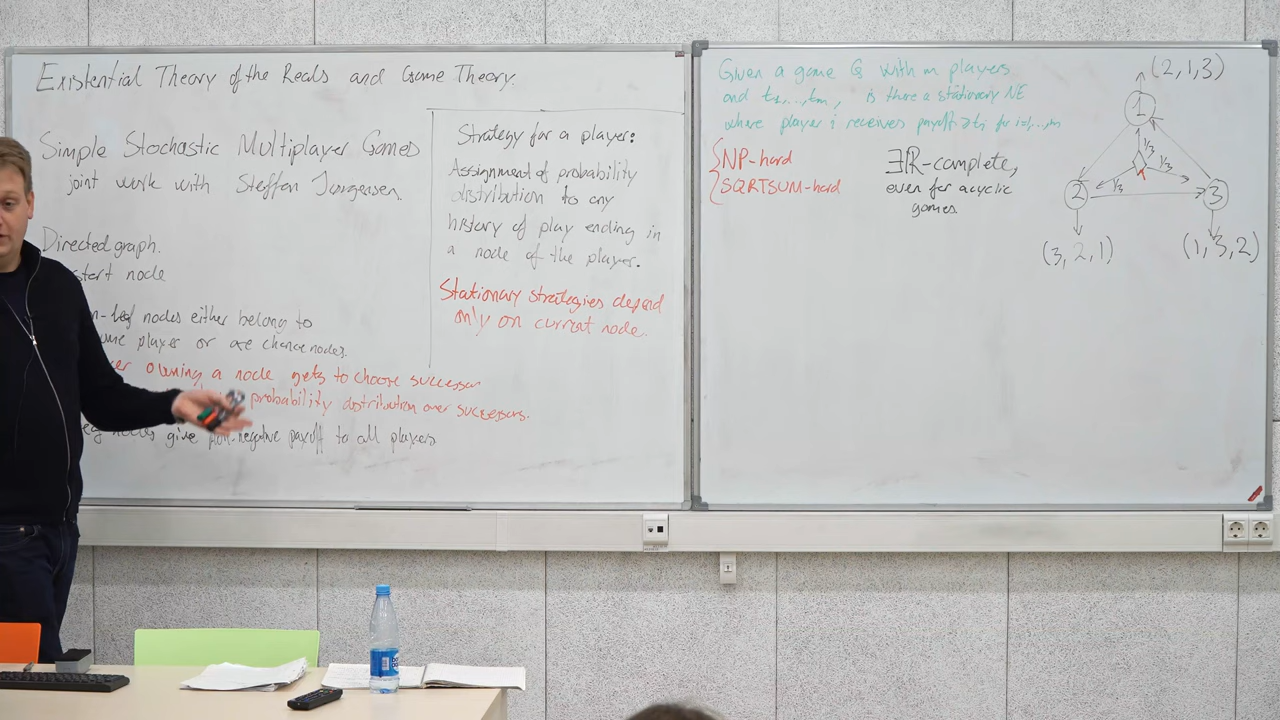 Existential Theory of the Reals and Game Theory.
Simple Stochastic Multiplayer Games
joint work with Steffan Jørgensen
Directed graph.
start node
nodes either belong to
player or are chance nodes.
owning a node gets to choose successor
probability distribution over successors.
nodes give non-negative payoff to all players
Strategy for a player:
Assignment of probability
distribution to any
history of play ending in
a node of the player.
Stationary strategies depend
only on current node.
Given a game G with m players
and t1,...,tm, is there a stationary NE
where player i receives payoff ≥ti for i=1,...,m
NP-hard
SQRTSUM-hard
∃ℝ-complete,
even for acyclic
games.
(2,1,3)
1
1/3
1/3
1/3
2
3
(3,2,1)
(1,3,2)